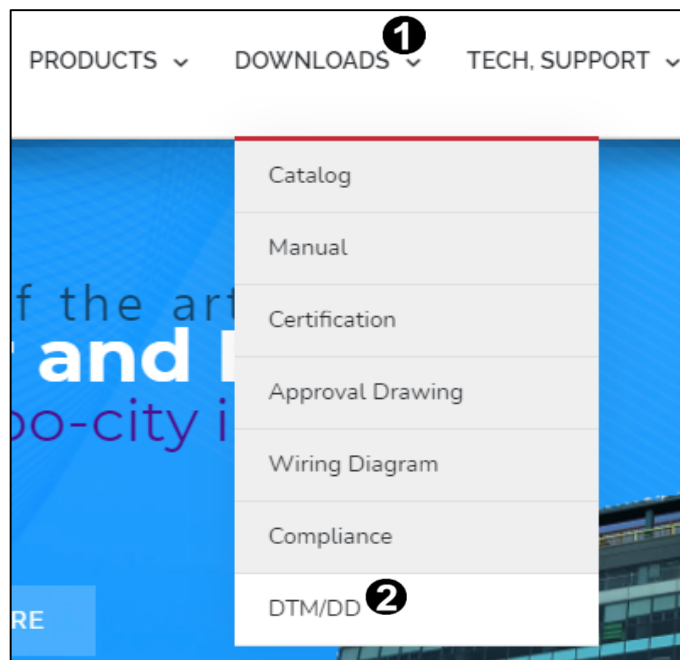 1
PRODUCTS DOWNLOADS TECH, SUPPORT
Catalog
Manual
Certification
Approval Drawing
Wiring Diagram
Compliance
DTM/DD 2
f the art
and
oo-city i
RE